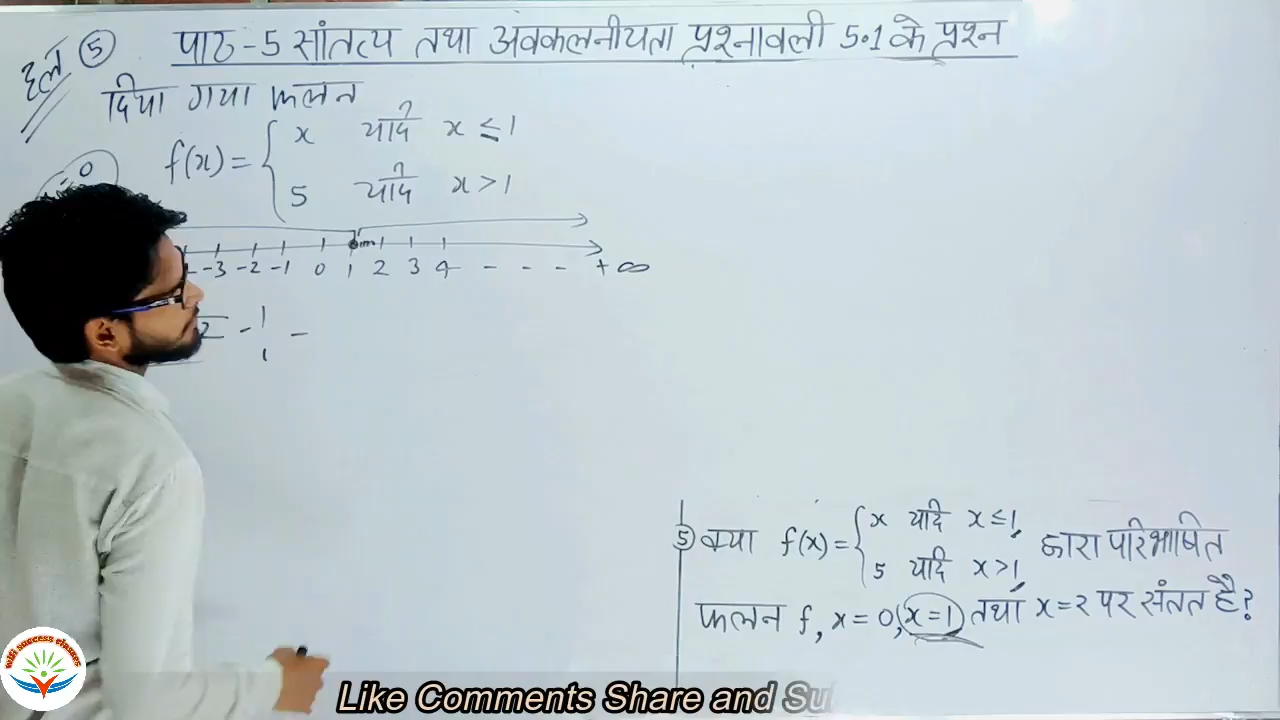 हल ⑤ पाठ-5 सांतत्य तथा अवकलनीयता प्रश्नावली 5.1 के प्रश्न
दिया गया फलन
f(x) = { x यदि x ≤ 1
5 यदि x > 1
-3 -2 -1 0 1 2 3 4 - - - +∞
⑤ क्या f(x) = { x यदि x ≤ 1,
5 यदि x > 1
द्वारा परिभाषित
फलन f, x = 0, x = 1 तथा x = 2 पर संतत है?
Like Comments Share and Su